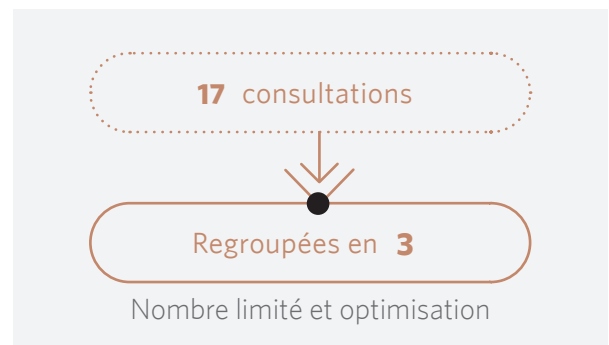 17 consultations
Regroupées en 3
Nombre limité et optimisation